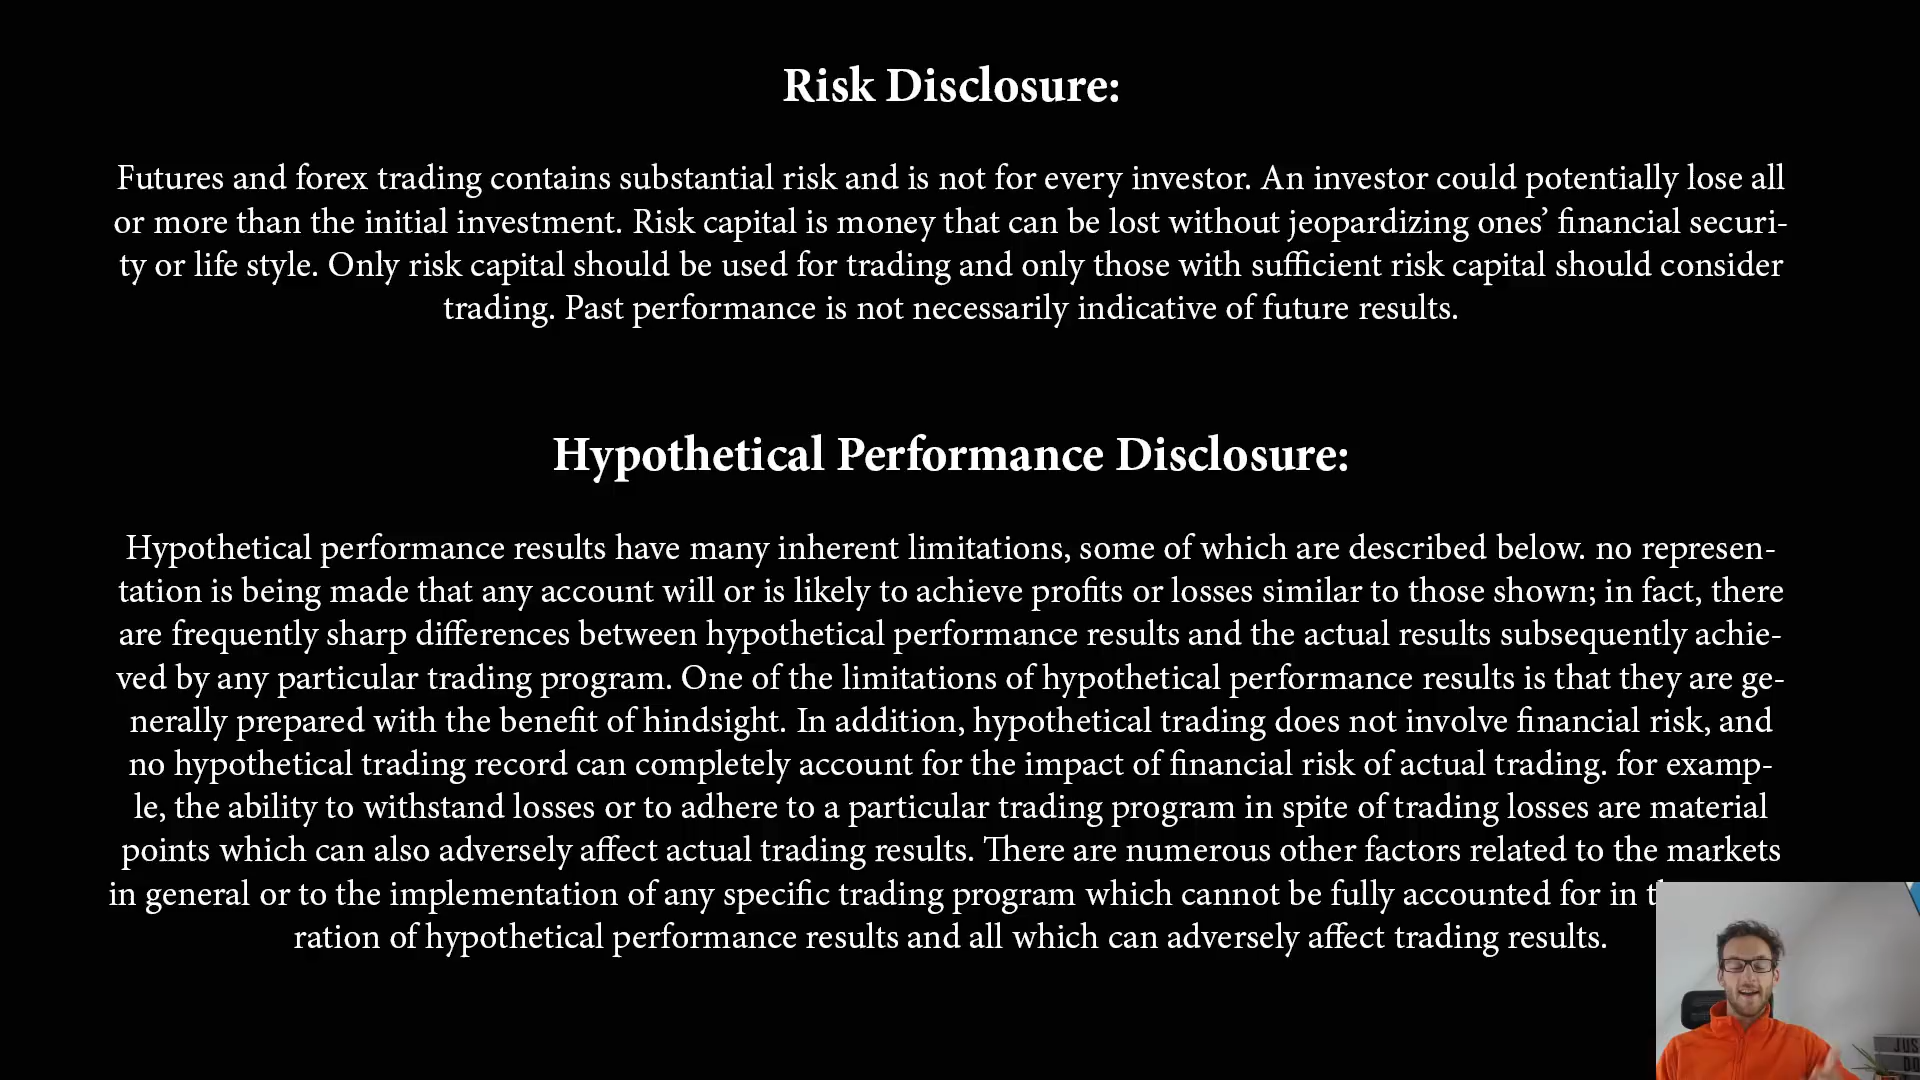 Risk Disclosure:
Futures and forex trading contains substantial risk and is not for every investor. An investor could potentially lose all
or more than the initial investment. Risk capital is money that can be lost without jeopardizing ones’ financial securi-
ty or life style. Only risk capital should be used for trading and only those with sufficient risk capital should consider
trading. Past performance is not necessarily indicative of future results.
Hypothetical Performance Disclosure:
Hypothetical performance results have many inherent limitations, some of which are described below. no represen-
tation is being made that any account will or is likely to achieve profits or losses similar to those shown; in fact, there
are frequently sharp differences between hypothetical performance results and the actual results subsequently achie-
ved by any particular trading program. One of the limitations of hypothetical performance results is that they are ge-
nerally prepared with the benefit of hindsight. In addition, hypothetical trading does not involve financial risk, and
no hypothetical trading record can completely account for the impact of financial risk of actual trading. for examp-
le, the ability to withstand losses or to adhere to a particular trading program in spite of trading losses are material
points which can also adversely affect actual trading results. There are numerous other factors related to the markets
in general or to the implementation of any specific trading program which cannot be fully accounted for in
ration of hypothetical performance results and all which can adversely affect trading results.
JUS
DO